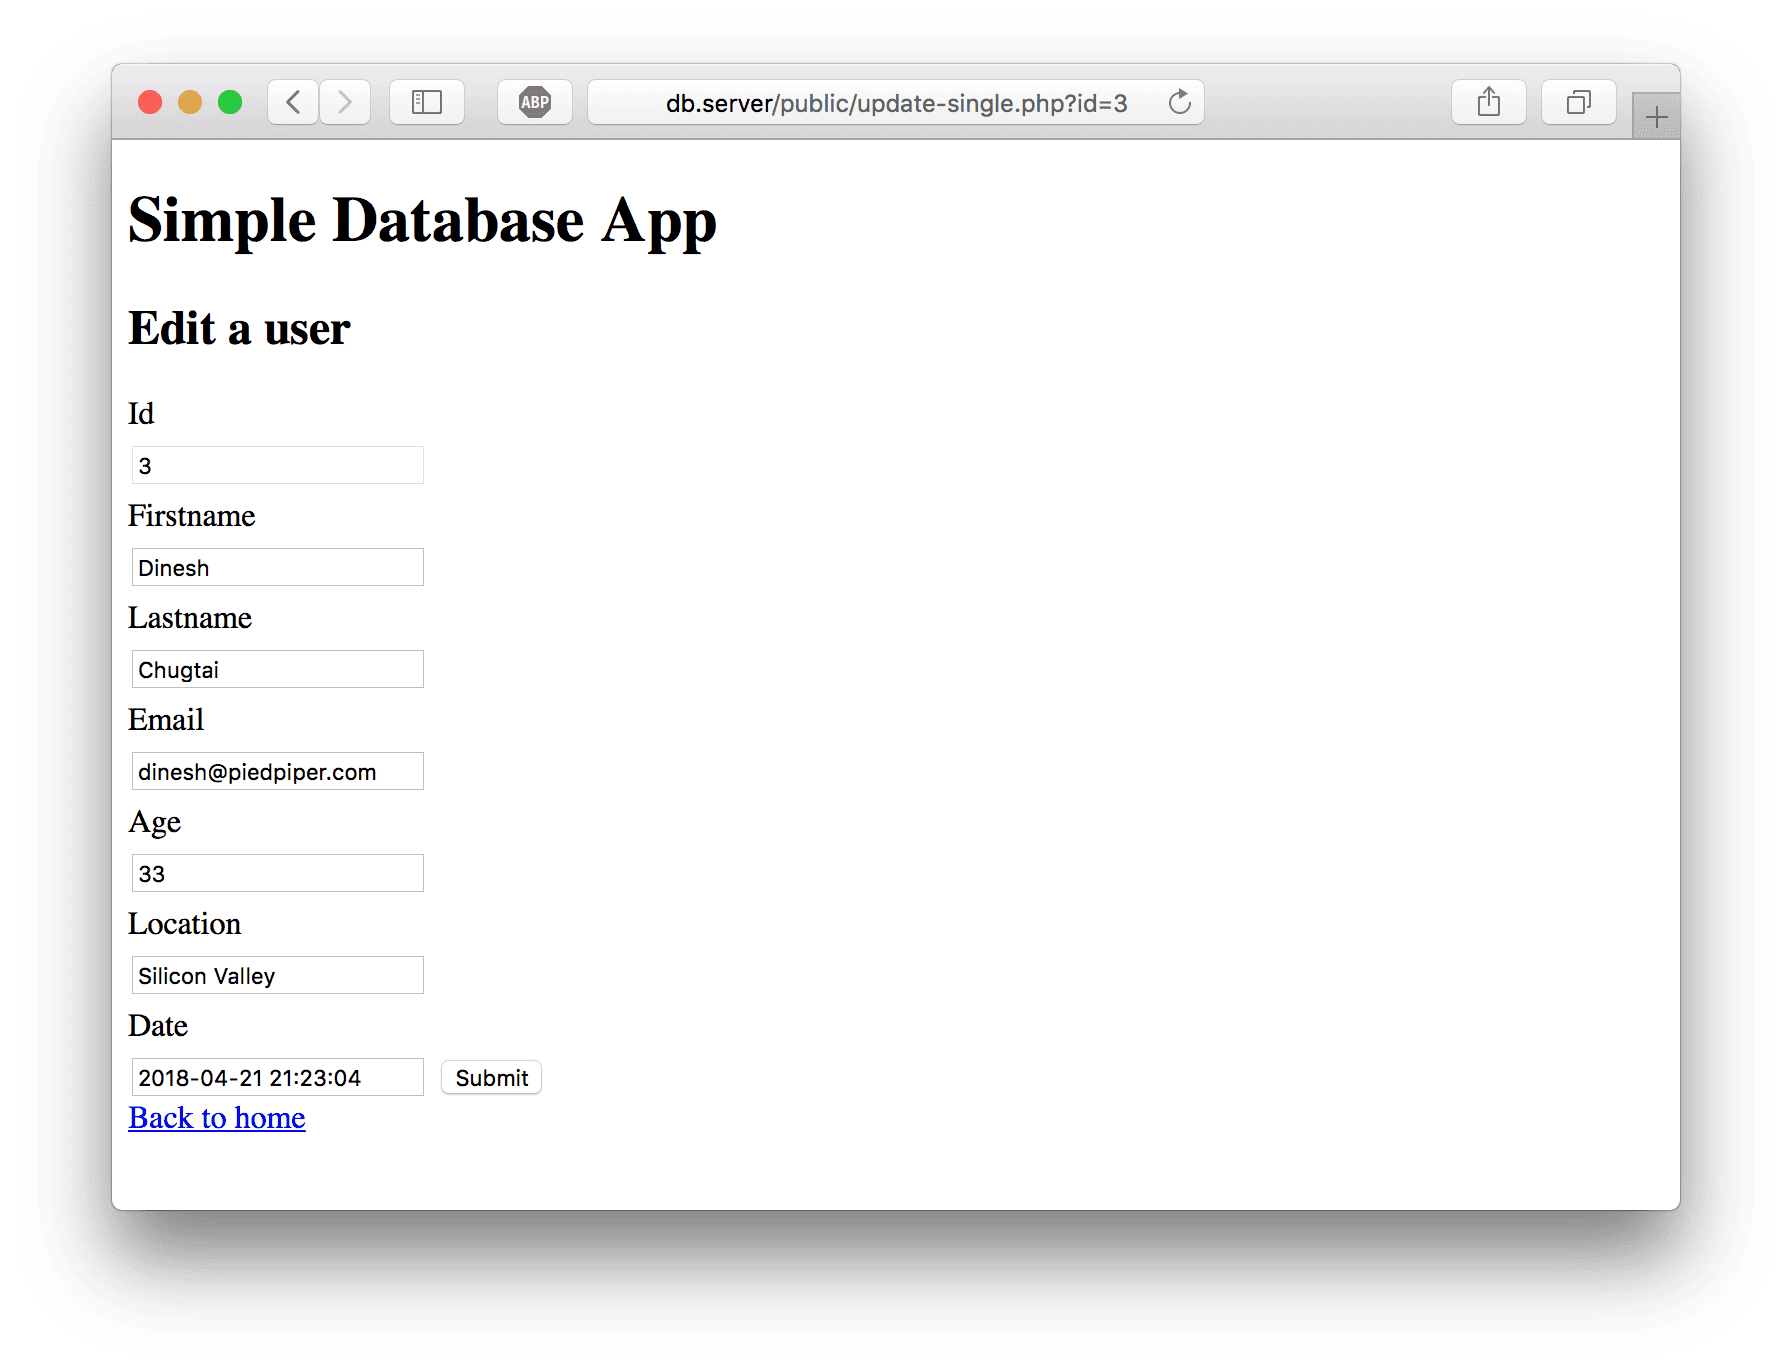 ABP
db.server/public/update-single.php?id=3
Simple Database App
Edit a user
Id
3
Firstname
Dinesh
Lastname
Chugtai
Email
dinesh@piedpiper.com
Age
33
Location
Silicon Valley
Date
2018-04-21 21:23:04 Submit
Back to home